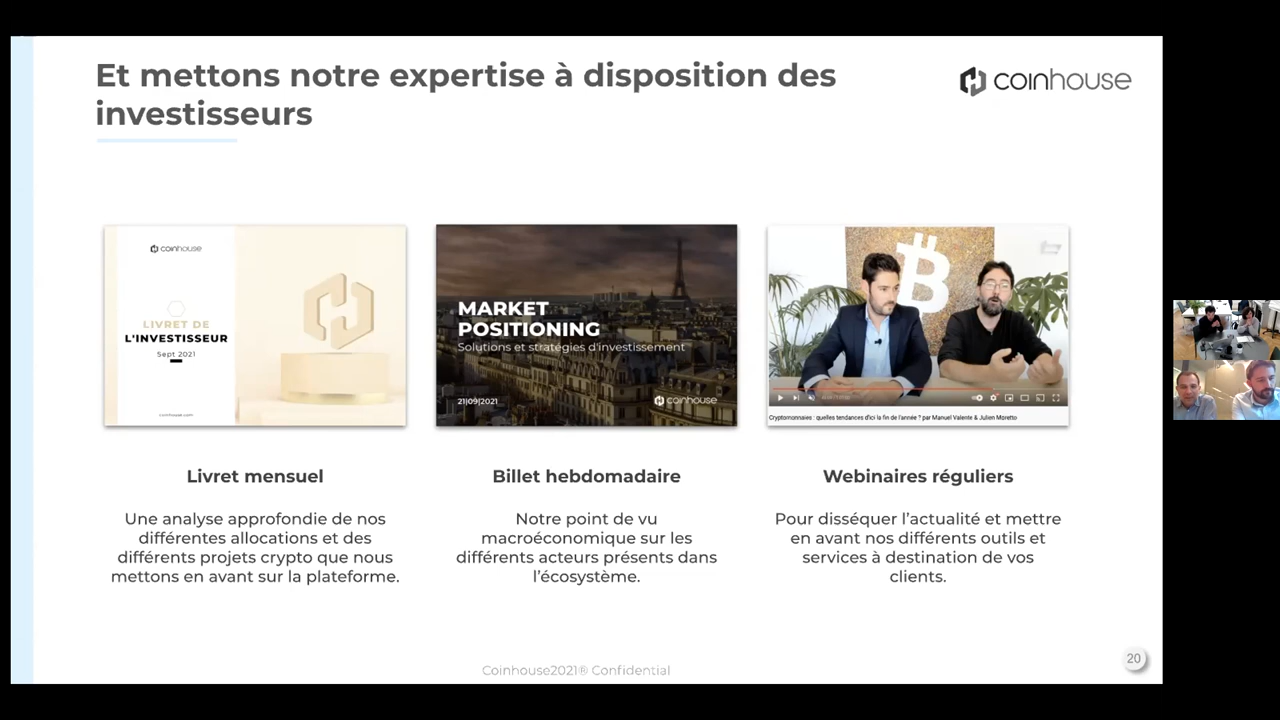 Et mettons notre expertise à disposition des
investisseurs
coinhouse
coinhouse
LIVRET DE
L'INVESTISSEUR
Sept 2021
coinhouse.com
MARKET
POSITIONING
Solutions et stratégies d'investissement
21|09|2021
coinhouse
Cryptomonnaies : quelles tendances d'ici la fin de l'année ? par Manuel Valente & Julien Moretto
Livret mensuel
Une analyse approfondie de nos
différentes allocations et des
différents projets crypto que nous
mettons en avant sur la plateforme.
Billet hebdomadaire
Notre point de vu
macroéconomique sur les
différents acteurs présents dans
l'écosystème.
Webinaires réguliers
Pour disséquer l'actualité et mettre
en avant nos différents outils et
services à destination de vos
clients.
Coinhouse2021® Confidential
20